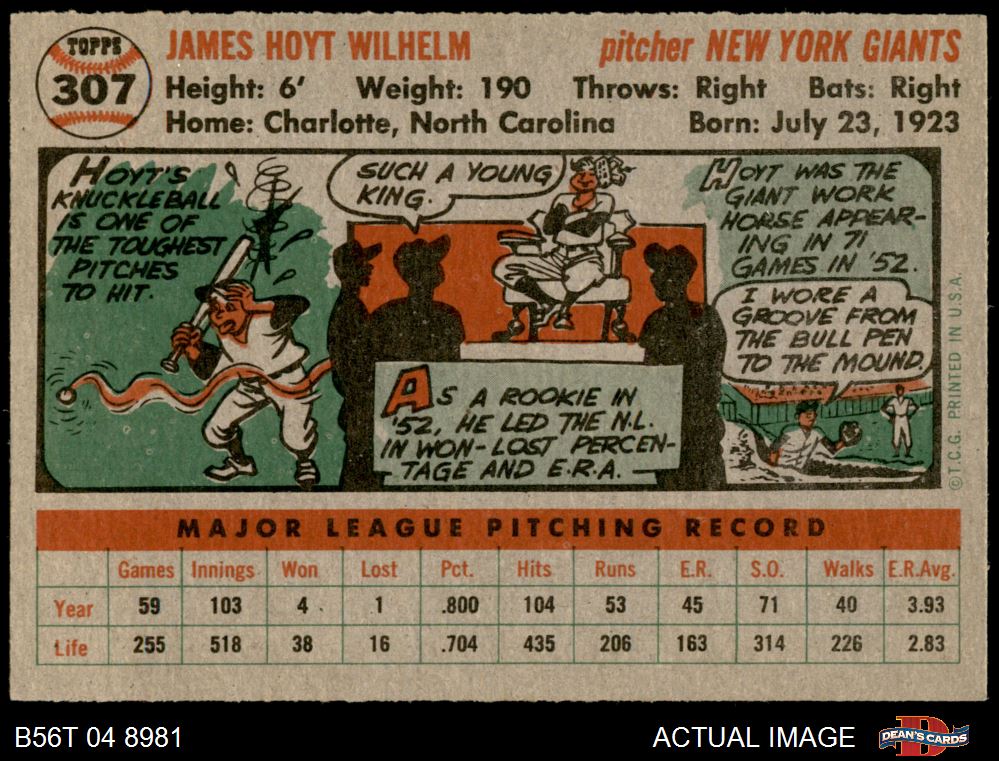 TOPPS
307
JAMES HOYT WILHELM
pitcher NEW YORK GIANTS
Height: 6' Weight: 190 Throws: Right Bats: Right
Home: Charlotte, North Carolina Born: July 23, 1923
HOYT'S
KNUCKLEBALL
IS ONE OF
THE TOUGHEST
PITCHES
TO HIT.
SUCH A YOUNG
KING.
AS A ROOKIE IN
'52, HE LED THE N.L.
IN WON-LOST PERCEN-
TAGE AND E.R.A.
HOYT WAS THE
GIANT WORK
HORSE APPEAR-
ING IN 71
GAMES IN '52.
I WORE A
GROOVE FROM
THE BULL PEN
TO THE MOUND.
© T.C.G. PRINTED IN U.S.A.
MAJOR LEAGUE PITCHING RECORD
Games Innings Won Lost Pct. Hits Runs E.R. S.O. Walks E.R.Avg.
Year 59 103 4 1 .800 104 53 45 71 40 3.93
Life 255 518 38 16 .704 435 206 163 314 226 2.83
B56T 04 8981
ACTUAL IMAGE
DEAN'S CARDS